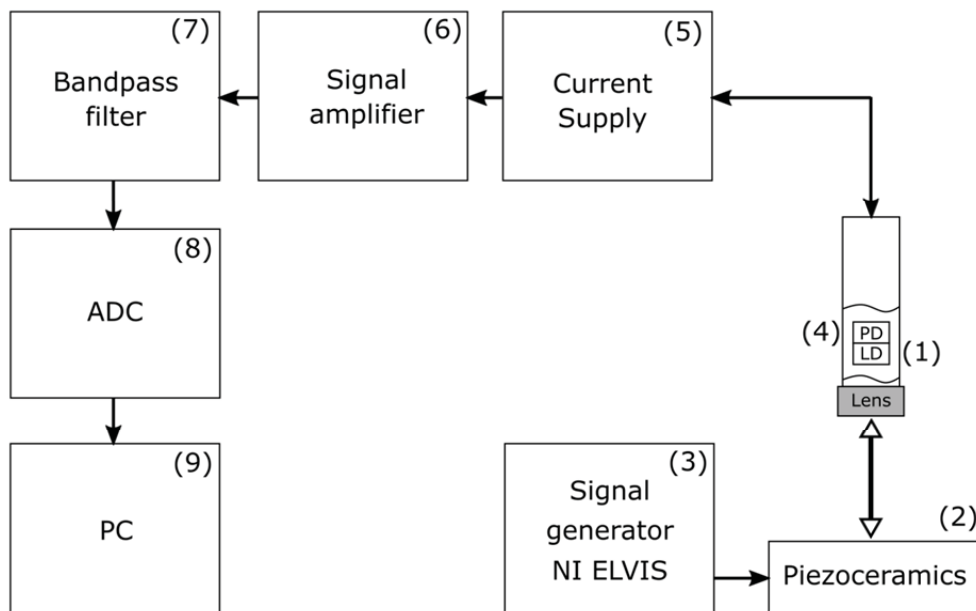 (7)
Bandpass
filter
(6)
Signal
amplifier
(5)
Current
Supply
(8)
ADC
(4)
PD
LD
(1)
Lens
(9)
PC
(3)
Signal
generator
NI ELVIS
(2)
Piezoceramics